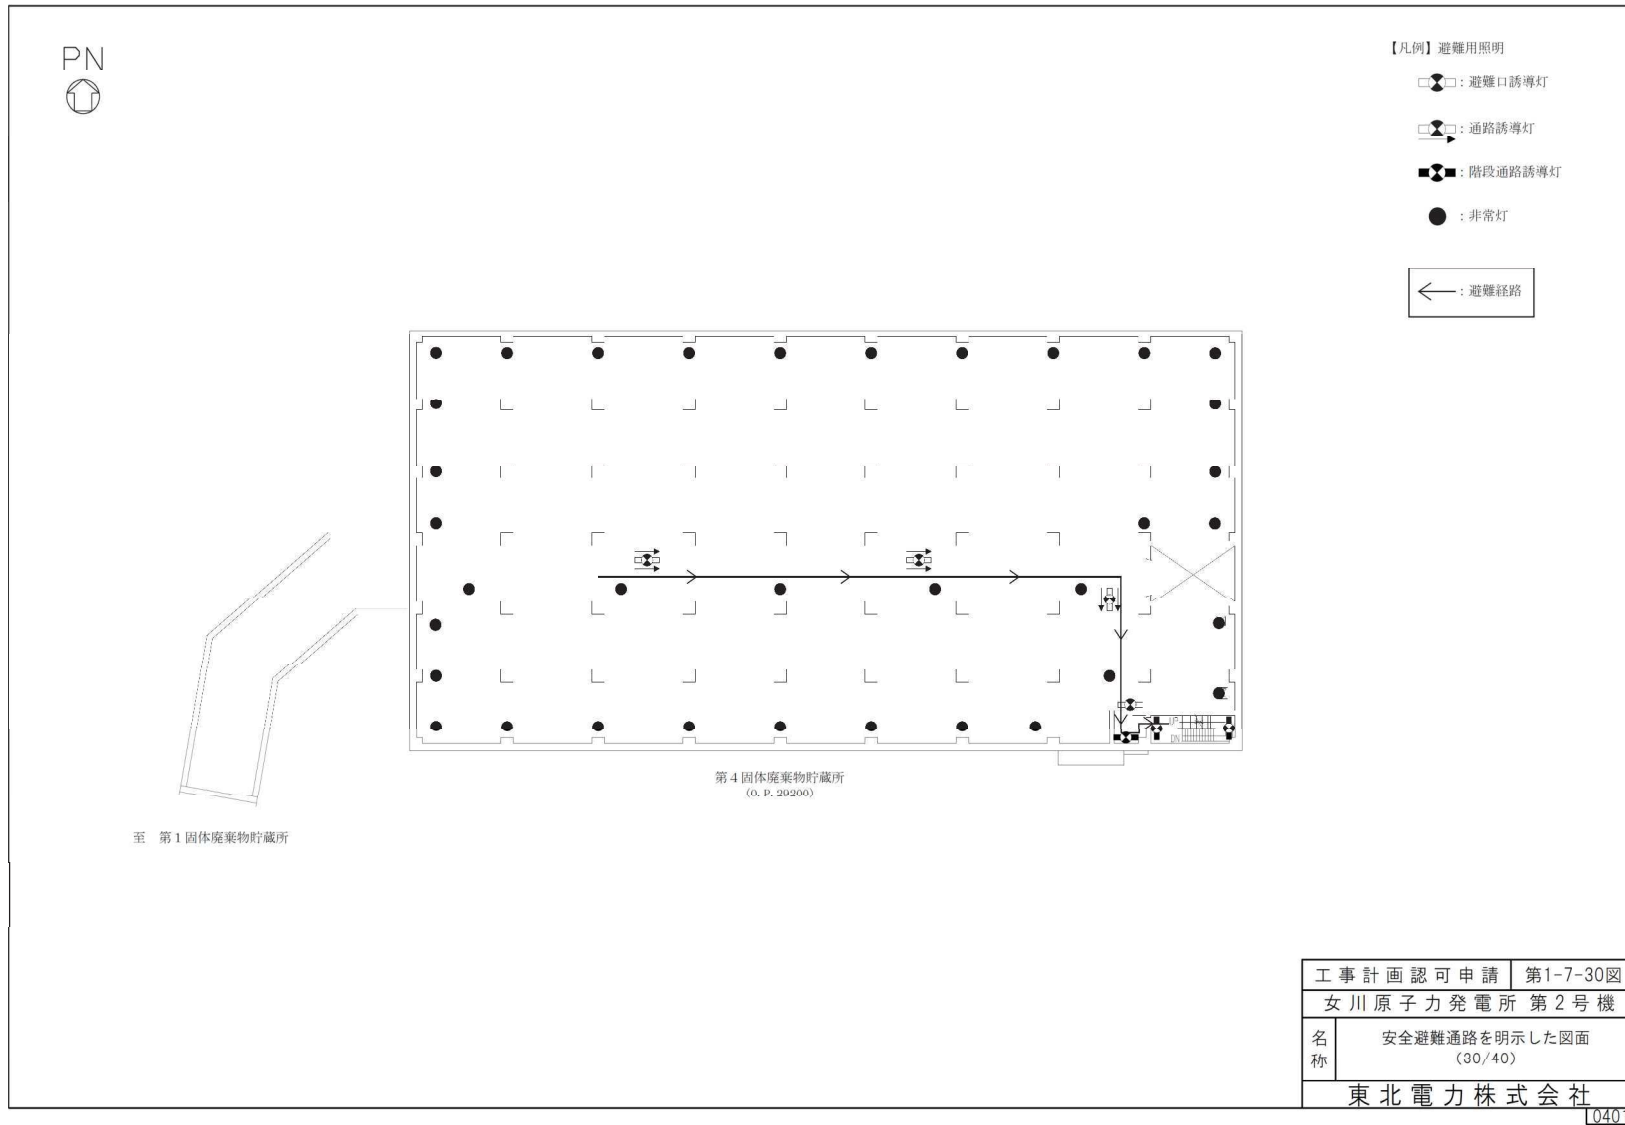 PN
【凡例】避難用照明
：避難口誘導灯
：通路誘導灯
：階段通路誘導灯
：非常灯
：避難経路
UP
DN
第４固体廃棄物貯蔵所
(O. P. 29200)
至　第１固体廃棄物貯蔵所
工事計画認可申請　第1-7-30図
女川原子力発電所 第２号機
名称　安全避難通路を明示した図面
(30/40)
東北電力株式会社